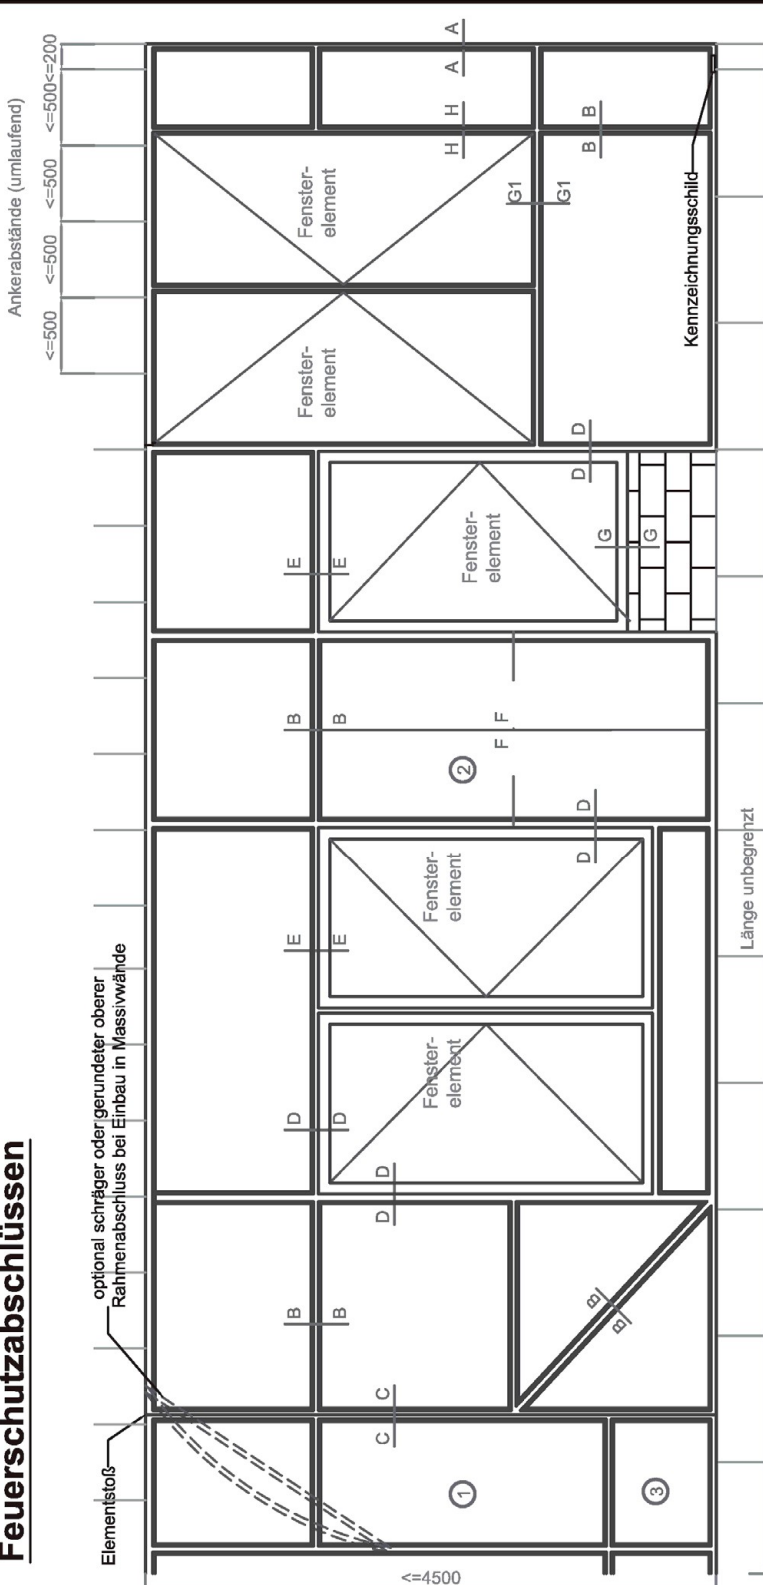 Feuerschutzabschlüssen
Ankerabstände (umlaufend)
<=500
<=500
<=500
<=500
<=200
optional schräger oder gerundeter oberer
Rahmenabschluss bei Einbau in Massivwände
Elementstoß
A
A
H
H
B
B
G1
G1
Fenster-
element
Fenster-
element
D
D
E
E
Fenster-
element
G
G
B
B
F
F
2
D
D
E
E
Fenster-
element
Fenster-
element
D
D
D
D
B
B
B
B
C
C
1
3
Kennzeichnungsschild
Länge unbegrenzt
<=4500